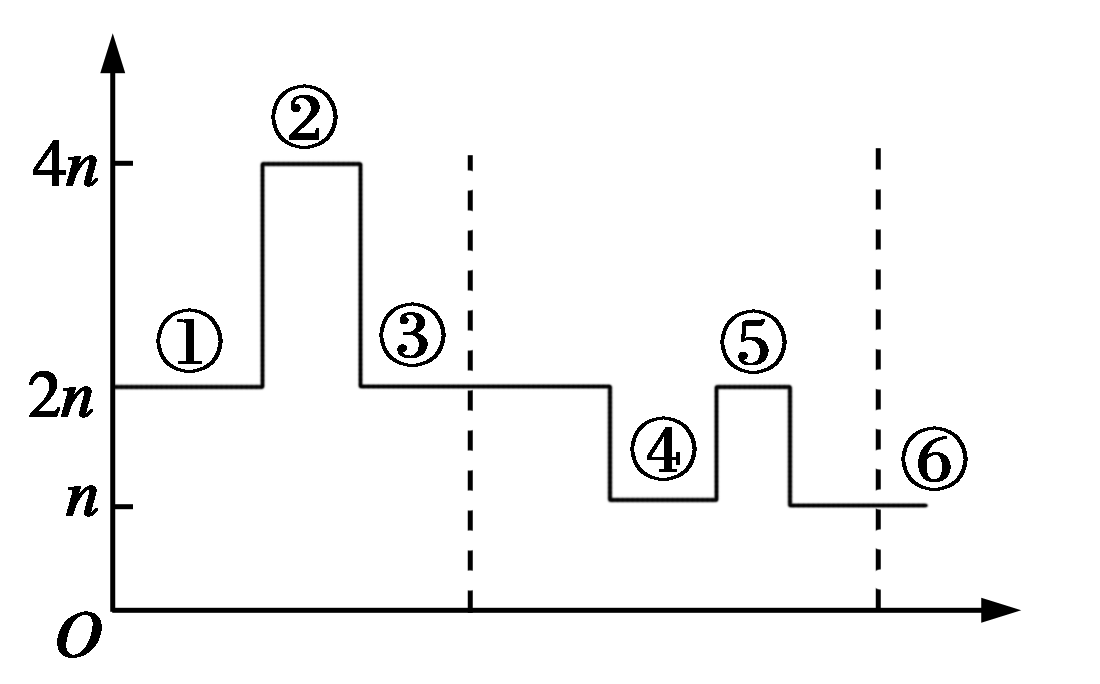 ②
4n
③
①
⑤
2n
④
⑥
n
O